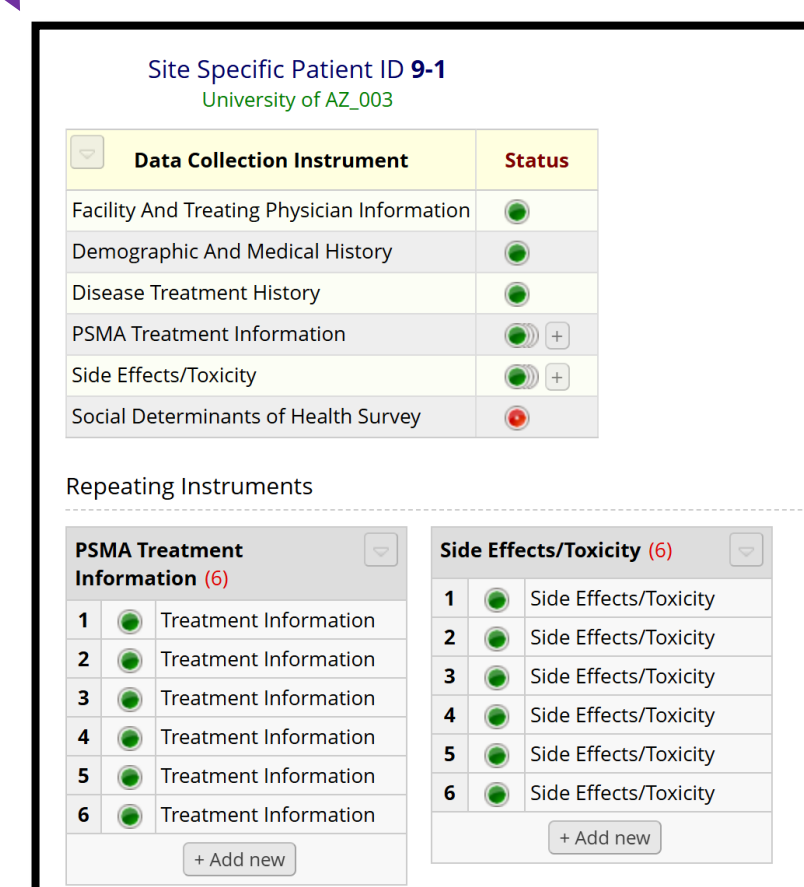 Site Specific Patient ID 9-1
University of AZ_003
Data Collection Instrument Status
Facility And Treating Physician Information
Demographic And Medical History
Disease Treatment History
PSMA Treatment Information +
Side Effects/Toxicity +
Social Determinants of Health Survey
Repeating Instruments
PSMA Treatment
Information (6)
1 Treatment Information
2 Treatment Information
3 Treatment Information
4 Treatment Information
5 Treatment Information
6 Treatment Information
+ Add new
Side Effects/Toxicity (6)
1 Side Effects/Toxicity
2 Side Effects/Toxicity
3 Side Effects/Toxicity
4 Side Effects/Toxicity
5 Side Effects/Toxicity
6 Side Effects/Toxicity
+ Add new